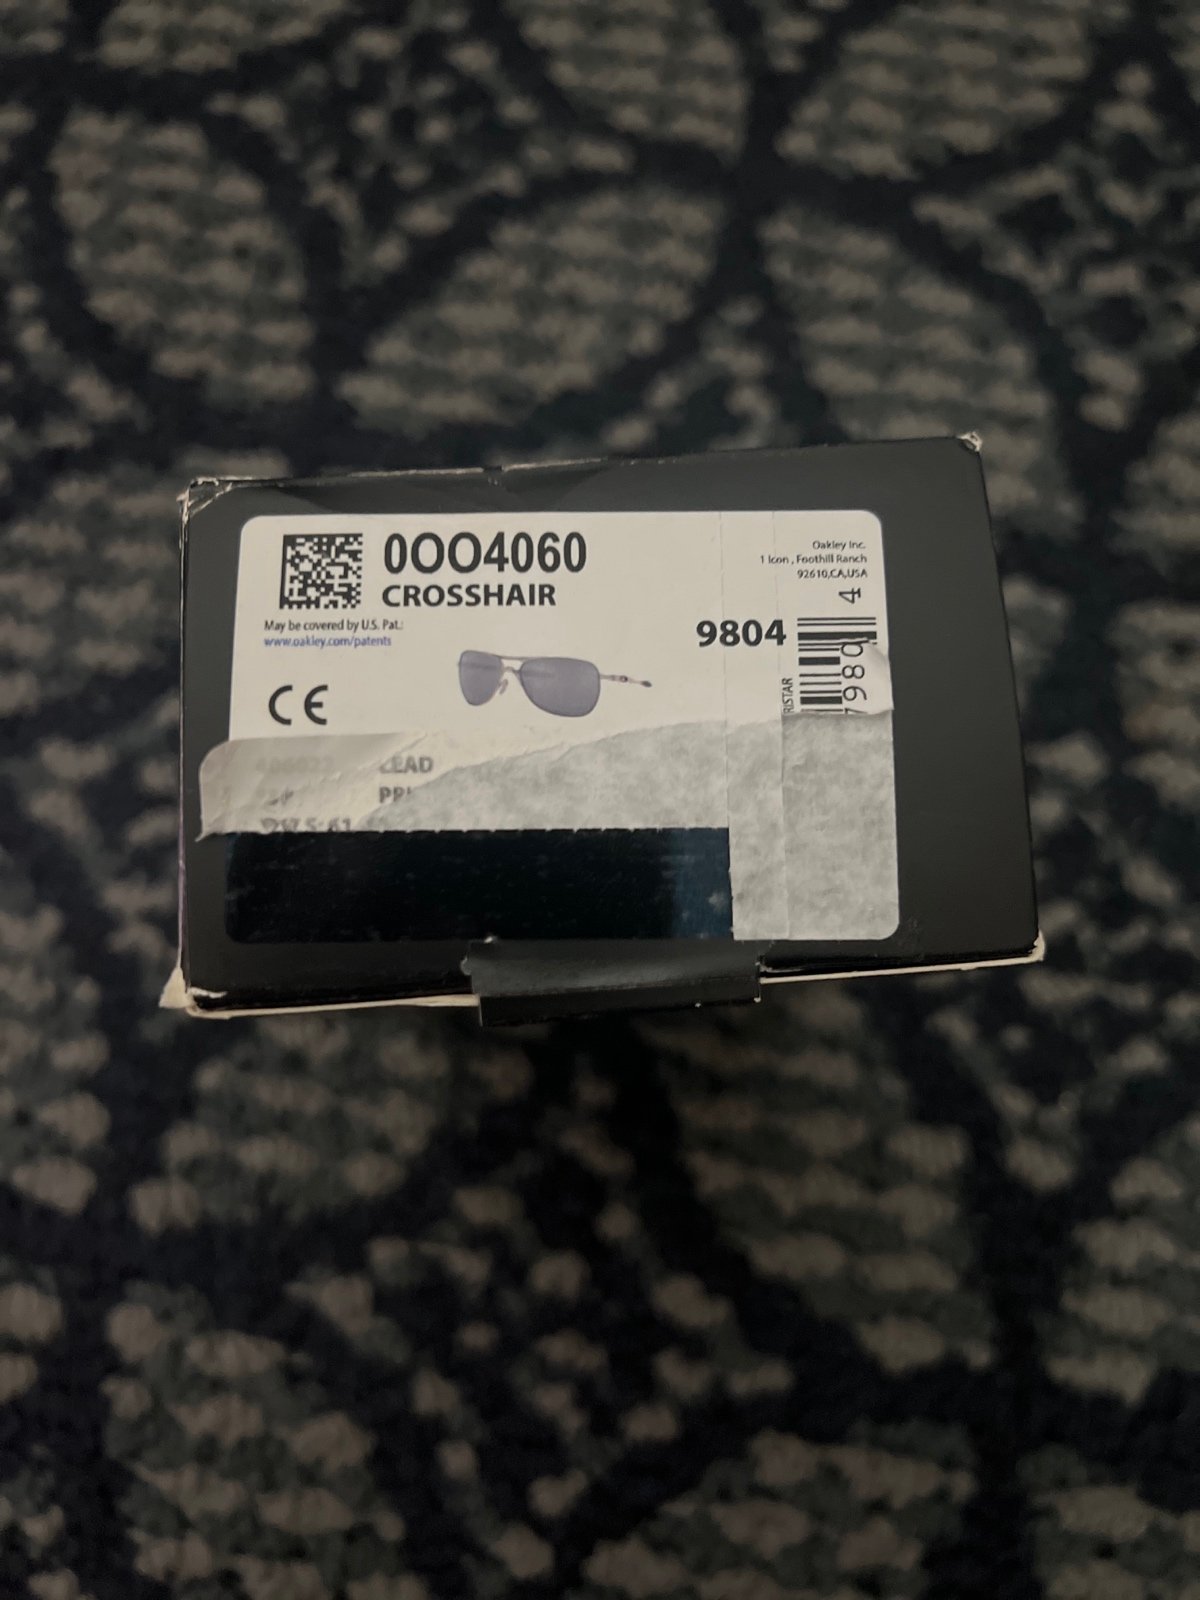 0OO4060
CROSSHAIR
May be covered by U.S. Pat.:
www.oakley.com/patents
Oakley Inc.
1 Icon , Foothill Ranch
92610,CA,USA
9804
4
CE
LEAD